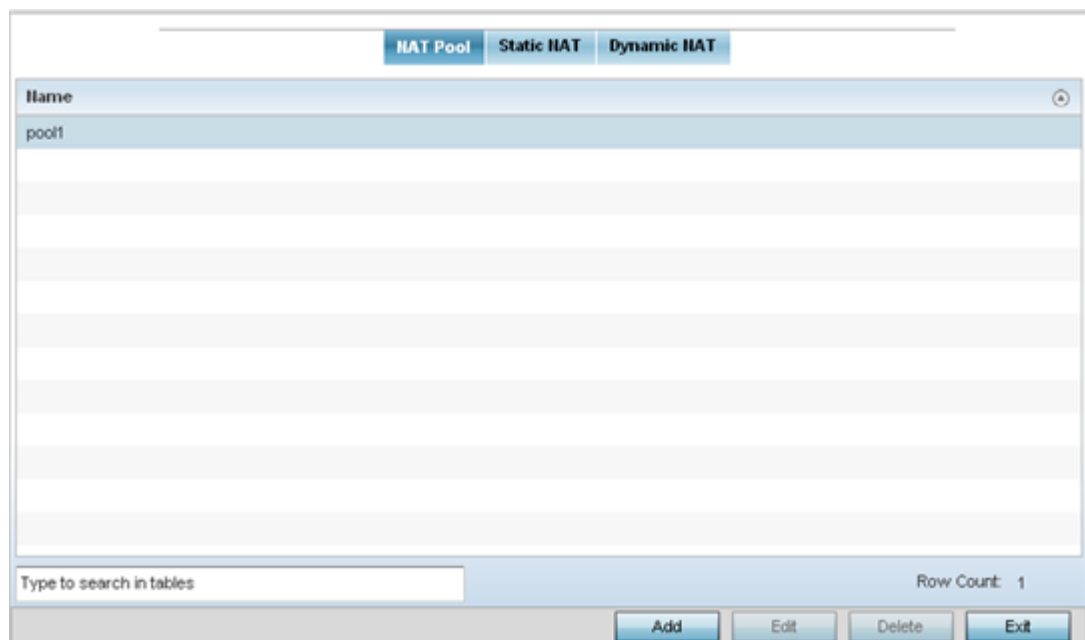 NAT Pool Static NAT Dynamic NAT
Name
pool1
Type to search in tables Row Count: 1
Add Edit Delete Exit